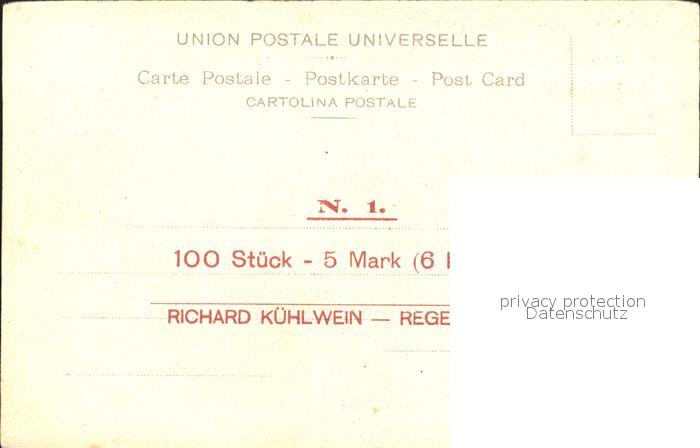 UNION POSTALE UNIVERSELLE
Carte Postale - Postkarte - Post Card
CARTOLINA POSTALE
N. 1.
100 Stück - 5 Mark (6
RICHARD KÜHLWEIN — REGE
privacy protection
Datenschutz